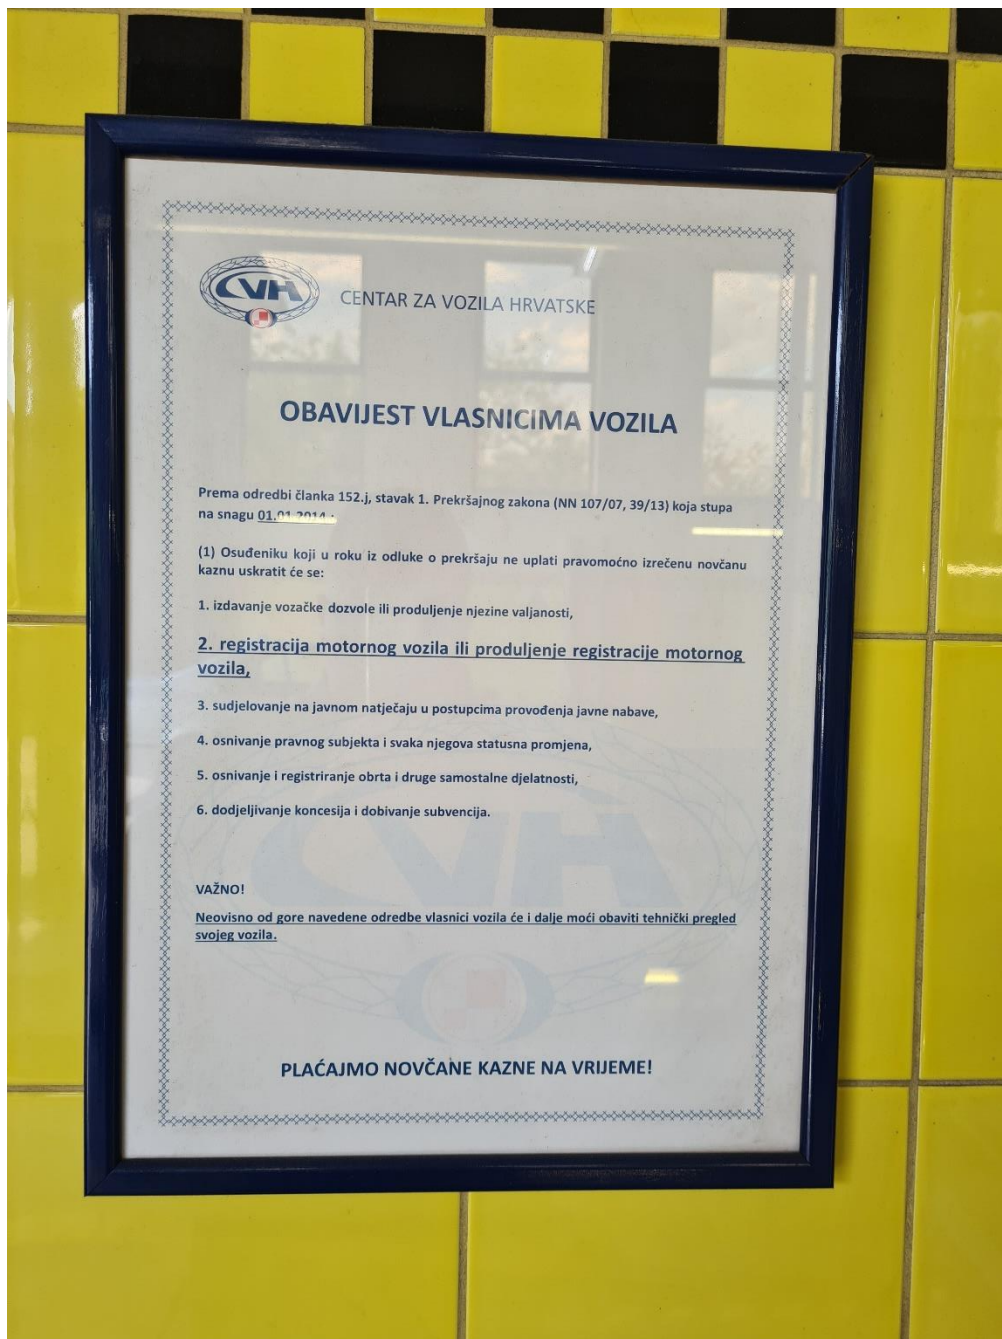 CVH
CENTAR ZA VOZILA HRVATSKE
OBAVIJEST VLASNICIMA VOZILA
Prema odredbi članka 152.j, stavak 1. Prekršajnog zakona (NN 107/07, 39/13) koja stupa
na snagu 01.01.2014.:
(1) Osuđeniku koji u roku iz odluke o prekršaju ne uplati pravomoćno izrečenu novčanu
kaznu uskratit će se:
1. izdavanje vozačke dozvole ili produljenje njezine valjanosti,
2. registracija motornog vozila ili produljenje registracije motornog
vozila,
3. sudjelovanje na javnom natječaju u postupcima provođenja javne nabave,
4. osnivanje pravnog subjekta i svaka njegova statusna promjena,
5. osnivanje i registriranje obrta i druge samostalne djelatnosti,
6. dodjeljivanje koncesija i dobivanje subvencija.
CVH
VAŽNO!
Neovisno od gore navedene odredbe vlasnici vozila će i dalje moći obaviti tehnički pregled
svojeg vozila.
PLAĆAJMO NOVČANE KAZNE NA VRIJEME!